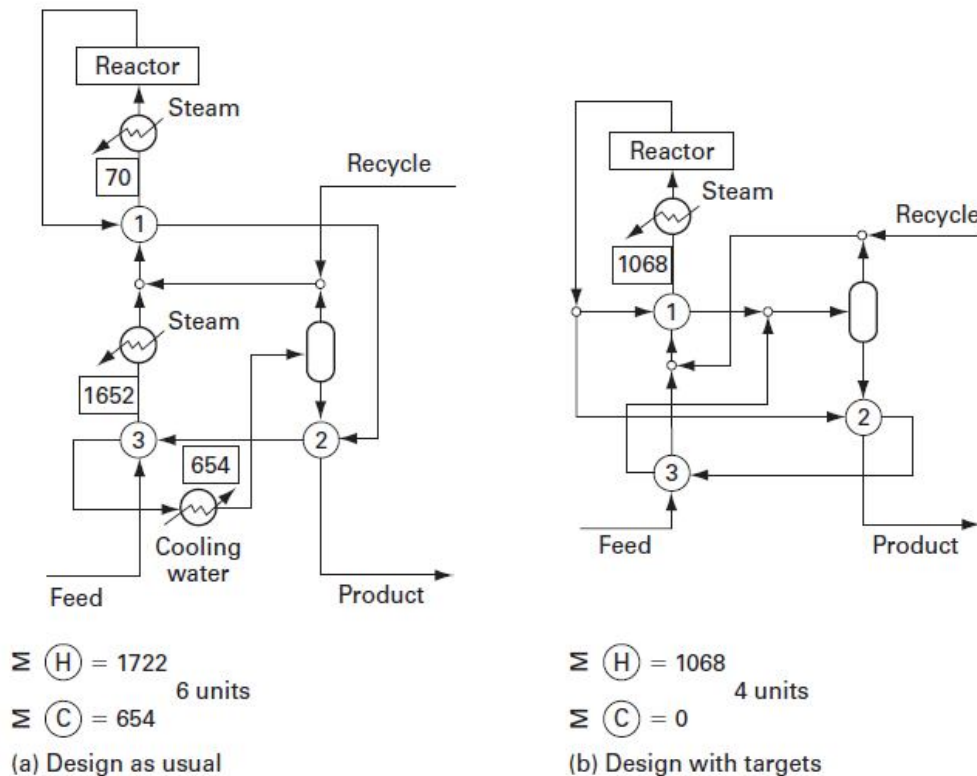 Reactor
Steam
70
Recycle
1
Steam
1652
3
2
654
Cooling
water
Feed
Product
M H = 1722
6 units
M C = 654
(a) Design as usual
Reactor
Steam
Recycle
1068
1
2
3
Feed
Product
M H = 1068
4 units
M C = 0
(b) Design with targets